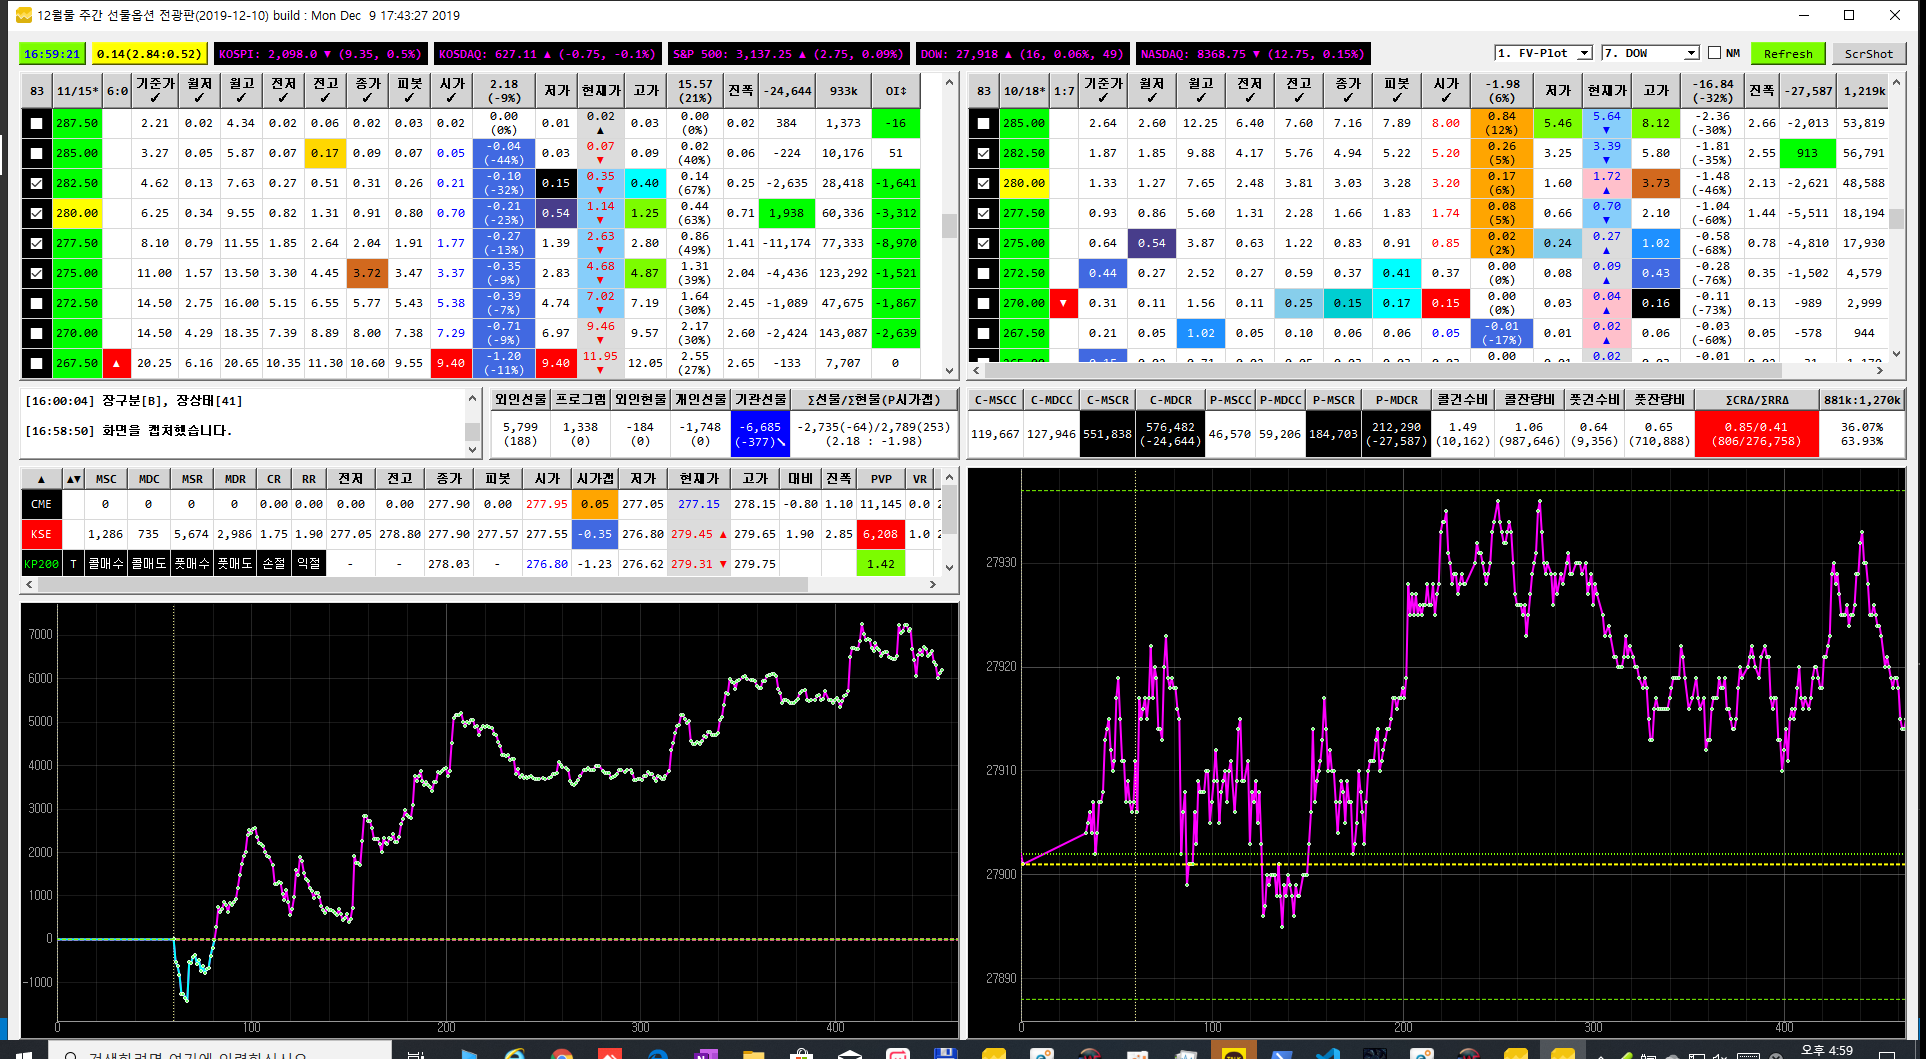 12월물 주간 선물옵션 전광판(2019-12-10) build : Mon Dec  9 17:43:27 2019
16:59:21 0.14(2.84:0.52) KOSPI: 2,098.0 ▼ (9.35, 0.5%) KOSDAQ: 627.11 ▲ (-0.75, -0.1%) S&P 500: 3,137.25 ▲ (2.75, 0.09%) DOW: 27,918 ▲ (16, 0.06%, 49) NASDAQ: 8368.75 ▼ (12.75, 0.15%) 1. FV-Plot 7. DOW NM Refresh ScrShot
83 11/15* 6:0 기준가✓ 월저✓ 월고✓ 전저✓ 전고✓ 종가✓ 피봇✓ 시가✓ 2.18 (-9%) 저가 현재가 고가 15.57 (21%) 진폭 -24,644 933k OI↕
287.50 2.21 0.02 4.34 0.02 0.06 0.02 0.03 0.02 0.00 (0%) 0.01 0.02 ▲ 0.03 0.00 (0%) 0.02 384 1,373 -16
285.00 3.27 0.05 5.87 0.07 0.17 0.09 0.07 0.05 -0.04 (-44%) 0.03 0.07 ▼ 0.09 0.02 (40%) 0.06 -224 10,176 51
282.50 4.62 0.13 7.63 0.27 0.51 0.31 0.26 0.21 -0.10 (-32%) 0.15 0.35 ▼ 0.40 0.14 (67%) 0.25 -2,635 28,418 -1,641
280.00 6.25 0.34 9.55 0.82 1.31 0.91 0.80 0.70 -0.21 (-23%) 0.54 1.14 ▼ 1.25 0.44 (63%) 0.71 1,938 60,336 -3,312
277.50 8.10 0.79 11.55 1.85 2.64 2.04 1.91 1.77 -0.27 (-13%) 1.39 2.63 ▼ 2.80 0.86 (49%) 1.41 -11,174 77,333 -8,970
275.00 11.00 1.57 13.50 3.30 4.45 3.72 3.47 3.37 -0.35 (-9%) 2.83 4.68 ▼ 4.87 1.31 (39%) 2.04 -4,436 123,292 -1,521
272.50 14.50 2.75 16.00 5.15 6.55 5.77 5.43 5.38 -0.39 (-7%) 4.74 7.02 ▼ 7.19 1.64 (30%) 2.45 -1,089 47,675 -1,867
270.00 14.50 4.29 18.35 7.39 8.89 8.00 7.38 7.29 -0.71 (-9%) 6.97 9.46 ▼ 9.57 2.17 (30%) 2.60 -2,424 143,087 -2,639
267.50 ▲ 20.25 6.16 20.65 10.35 11.30 10.60 9.55 9.40 -1.20 (-11%) 9.40 11.95 ▼ 12.05 2.55 (27%) 2.65 -133 7,707 0
83 10/18* 1:7 기준가✓ 월저✓ 월고✓ 전저✓ 전고✓ 종가✓ 피봇✓ 시가✓ -1.98 (6%) 저가 현재가 고가 -16.84 (-32%) 진폭 -27,587 1,219k
285.00 2.64 2.60 12.25 6.40 7.60 7.16 7.89 8.00 0.84 (12%) 5.46 5.64 ▼ 8.12 -2.36 (-30%) 2.66 -2,013 53,819
282.50 1.87 1.85 9.88 4.17 5.76 4.94 5.22 5.20 0.26 (5%) 3.25 3.39 ▼ 5.80 -1.81 (-35%) 2.55 913 56,791
280.00 1.33 1.27 7.65 2.48 3.81 3.03 3.28 3.20 0.17 (6%) 1.60 1.72 ▲ 3.73 -1.48 (-46%) 2.13 -2,621 48,588
277.50 0.93 0.86 5.60 1.31 2.28 1.66 1.83 1.74 0.08 (5%) 0.66 0.70 ▼ 2.10 -1.04 (-60%) 1.44 -5,511 18,194
275.00 0.64 0.54 3.87 0.63 1.22 0.83 0.91 0.85 0.02 (2%) 0.24 0.27 ▲ 1.02 -0.58 (-68%) 0.78 -4,810 17,930
272.50 0.44 0.27 2.52 0.27 0.59 0.37 0.41 0.37 0.00 (0%) 0.08 0.09 ▲ 0.43 -0.28 (-76%) 0.35 -1,502 4,579
270.00 ▼ 0.31 0.11 1.56 0.11 0.25 0.15 0.17 0.15 0.00 (0%) 0.03 0.04 ▲ 0.16 -0.11 (-73%) 0.13 -989 2,999
267.50 0.21 0.05 1.02 0.05 0.10 0.06 0.06 0.05 -0.01 (-17%) 0.01 0.02 ▲ 0.06 -0.03 (-60%) 0.05 -578 944
0.00 0.02 -0.01
[16:00:04] 장구분[B], 장상태[41]
[16:58:50] 화면을 캡쳐했습니다.
외인선물 프로그램 외인현물 개인선물 기관선물 Σ선물/Σ현물(P시가갭)
5,799 (188) 1,338 (0) -184 (0) -1,748 (0) -6,685 (-377)↘ -2,735(-64)/2,789(253) (2.18 : -1.98)
C-MSCC C-MDCC C-MSCR C-MDCR P-MSCC P-MDCC P-MSCR P-MDCR 콜건수비 콜잔량비 풋건수비 풋잔량비 ΣCRΔ/ΣRRΔ 881k:1,270k
119,667 127,946 551,838 576,482 (-24,644) 46,570 59,206 184,703 212,290 (-27,587) 1.49 (10,162) 1.06 (987,646) 0.64 (9,356) 0.65 (710,888) 0.85/0.41 (806/276,758) 36.07% 63.93%
▲ ▲▼ MSC MDC MSR MDR CR RR 전저 전고 종가 피봇 시가 시가갭 저가 현재가 고가 대비 진폭 PVP VR
CME 0 0 0 0 0.00 0.00 0.00 0.00 277.90 0.00 277.95 0.05 277.05 277.15 278.15 -0.80 1.10 11,145 0.0
KSE 1,286 735 5,674 2,986 1.75 1.90 277.05 278.80 277.90 277.57 277.55 -0.35 276.80 279.45 ▲ 279.65 1.90 2.85 6,208 1.0
KP200 T 콜매수 콜매도 풋매수 풋매도 손절 익절 - - 278.03 - 276.80 -1.23 276.62 279.31 ▼ 279.75 1.42
7000
6000
5000
4000
3000
2000
1000
0
-1000
0 100 200 300 400
27930
27920
27910
27900
27890
0 100 200 300 400
검색하려면 여기에 입력하십시오
오후 4:59